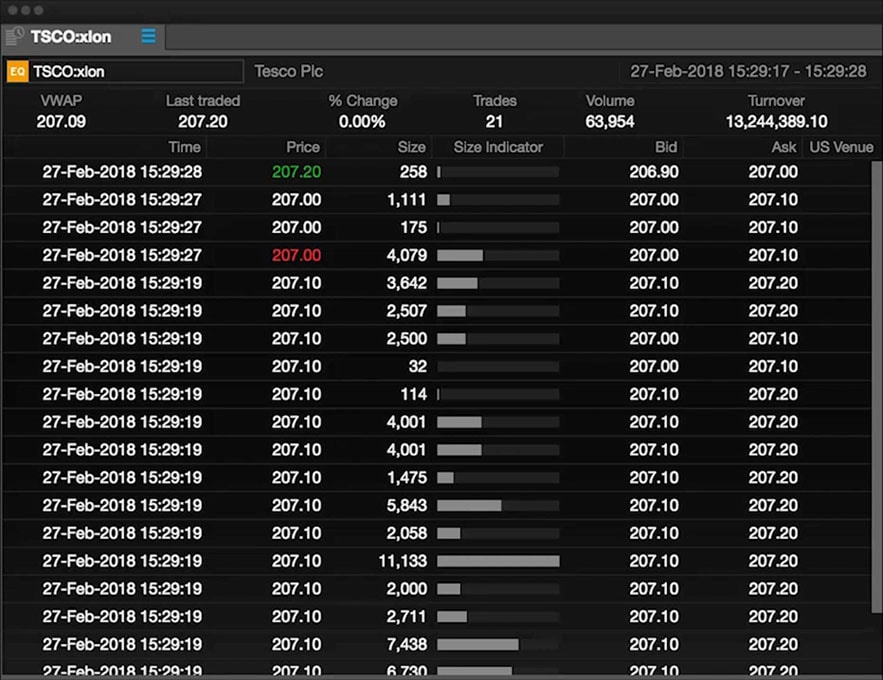 TSCO:xlon
EQ TSCO:xlon Tesco Plc 27-Feb-2018 15:29:17 - 15:29:28
VWAP Last traded % Change Trades Volume Turnover
207.09 207.20 0.00% 21 63,954 13,244,389.10
Time Price Size Size Indicator Bid Ask US Venue
27-Feb-2018 15:29:28 207.20 258 206.90 207.00
27-Feb-2018 15:29:27 207.00 1,111 207.00 207.10
27-Feb-2018 15:29:27 207.00 175 207.00 207.10
27-Feb-2018 15:29:27 207.00 4,079 207.00 207.10
27-Feb-2018 15:29:19 207.10 3,642 207.10 207.20
27-Feb-2018 15:29:19 207.10 2,507 207.10 207.20
27-Feb-2018 15:29:19 207.10 2,500 207.00 207.10
27-Feb-2018 15:29:19 207.10 32 207.00 207.10
27-Feb-2018 15:29:19 207.10 114 207.10 207.20
27-Feb-2018 15:29:19 207.10 4,001 207.10 207.20
27-Feb-2018 15:29:19 207.10 4,001 207.10 207.20
27-Feb-2018 15:29:19 207.10 1,475 207.10 207.20
27-Feb-2018 15:29:19 207.10 5,843 207.10 207.20
27-Feb-2018 15:29:19 207.10 2,058 207.10 207.20
27-Feb-2018 15:29:19 207.10 11,133 207.10 207.20
27-Feb-2018 15:29:19 207.10 2,000 207.10 207.20
27-Feb-2018 15:29:19 207.10 2,711 207.10 207.20
27-Feb-2018 15:29:19 207.10 7,438 207.10 207.20
27-Feb-2018 15:29:19 207.10 6,730 207.10 207.20